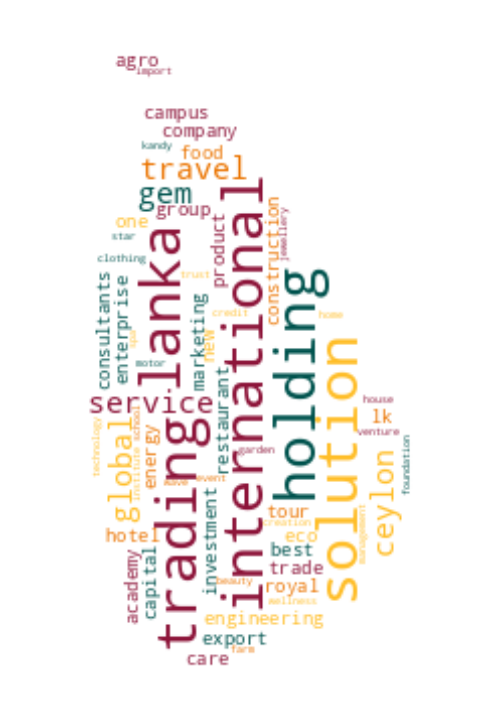 agro
import
campus
company
kandy
food
travel
gem
group
one
star
product
construction
jewellery
clothing
lanka
international
trust
holding
consultants
enterprise
marketing
credit
home
new
spa
motor
solution
restaurant
service
house
lk
venture
technology
global
institute
school
energy
trading
garden
ceylon
foundation
wave
event
investment
tour
creation
eco
management
hotel
best
academy
capital
trade
beauty
royal
wellness
engineering
export
farm
care